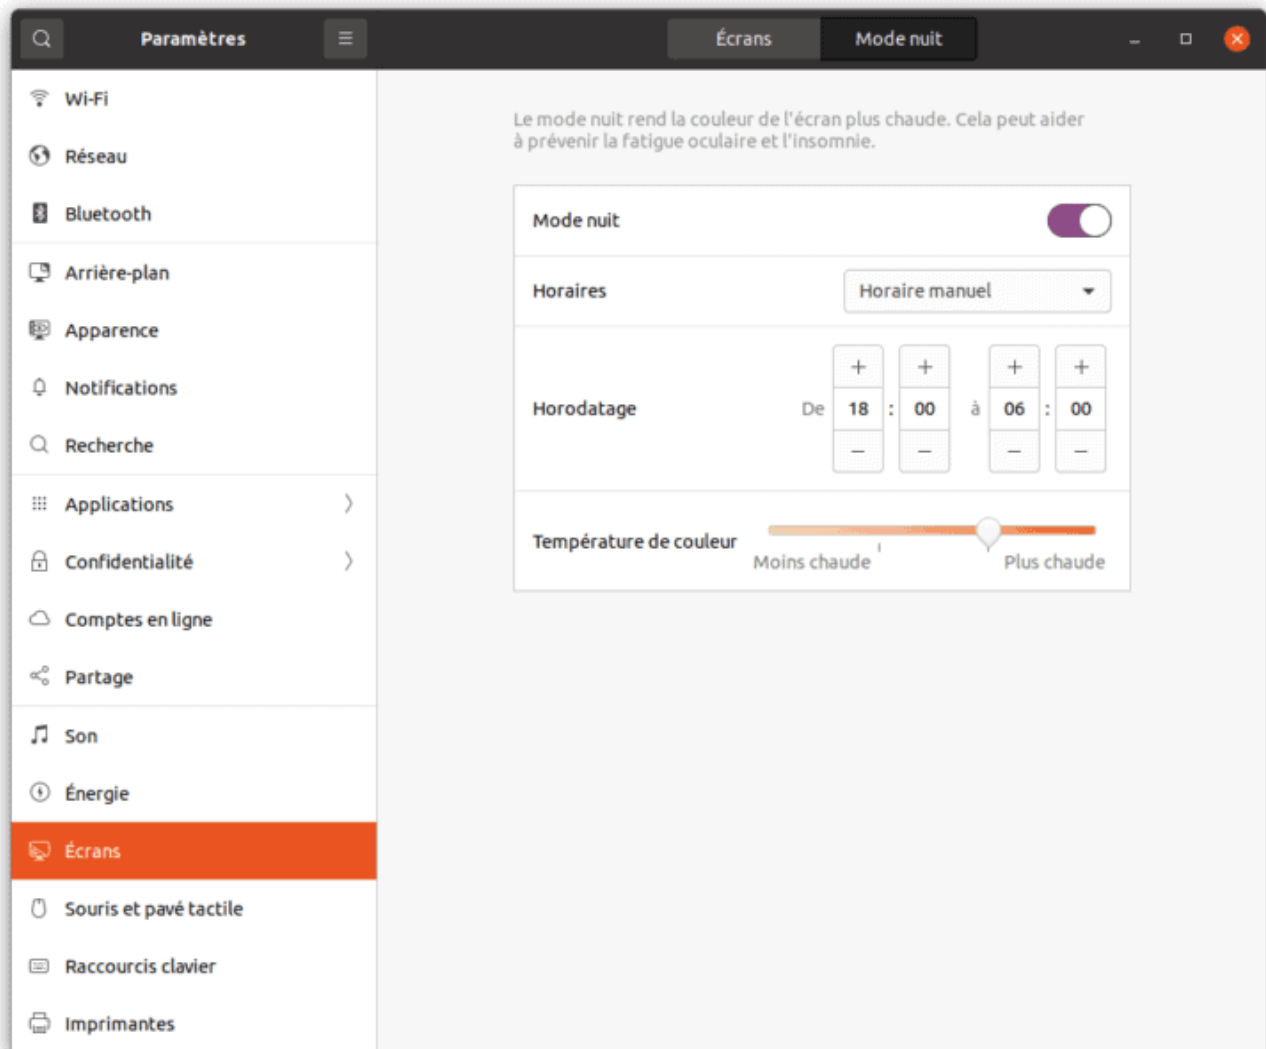 Paramètres
Écrans
Mode nuit
Wi-Fi
Réseau
Bluetooth
Arrière-plan
Apparence
Notifications
Recherche
Applications
Confidentialité
Comptes en ligne
Partage
Son
Énergie
Écrans
Souris et pavé tactile
Raccourcis clavier
Imprimantes
Le mode nuit rend la couleur de l'écran plus chaude. Cela peut aider
à prévenir la fatigue oculaire et l'insomnie.
Mode nuit
Horaires
Horaire manuel
+ + + +
Horodatage De 18 : 00 à 06 : 00
− − − −
Température de couleur
Moins chaude Plus chaude